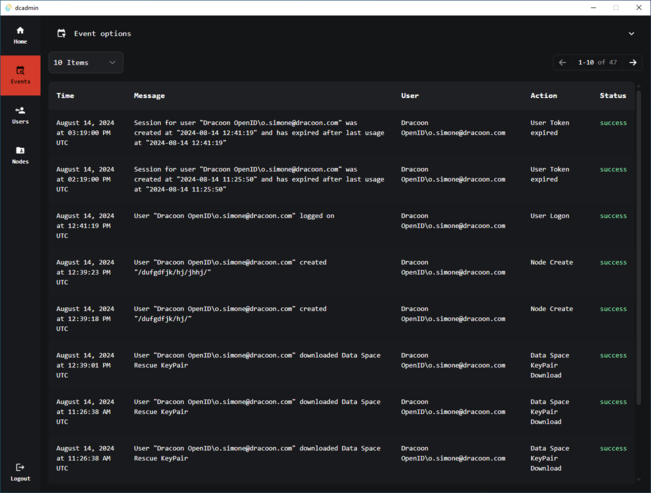 dcadmin
Home
Event options
10 Items
1-10 of 47
Events
Users
Nodes
Logout
Time Message User Action Status
August 14, 2024 Session for user "Dracoon OpenID\o.simone@dracoon.com" was Dracoon User Token success
at 03:19:00 PM created at "2024-08-14 12:41:19" and has expired after last usage OpenID\o.simone@dracoon.com expired
UTC at "2024-08-14 12:41:19"
August 14, 2024 Session for user "Dracoon OpenID\o.simone@dracoon.com" was Dracoon User Token success
at 02:19:00 PM created at "2024-08-14 11:25:50" and has expired after last usage OpenID\o.simone@dracoon.com expired
UTC at "2024-08-14 11:25:50"
August 14, 2024 User "Dracoon OpenID\o.simone@dracoon.com" logged on Dracoon User Logon success
at 12:41:19 PM OpenID\o.simone@dracoon.com
UTC
August 14, 2024 User "Dracoon OpenID\o.simone@dracoon.com" created Dracoon Node Create success
at 12:39:23 PM "/dufgdfjk/hj/jhhj/" OpenID\o.simone@dracoon.com
UTC
August 14, 2024 User "Dracoon OpenID\o.simone@dracoon.com" created Dracoon Node Create success
at 12:39:18 PM "/dufgdfjk/hj/" OpenID\o.simone@dracoon.com
UTC
August 14, 2024 User "Dracoon OpenID\o.simone@dracoon.com" downloaded Data Space Dracoon Data Space success
at 12:39:01 PM Rescue KeyPair OpenID\o.simone@dracoon.com KeyPair
UTC Download
August 14, 2024 User "Dracoon OpenID\o.simone@dracoon.com" downloaded Data Space Dracoon Data Space success
at 11:26:38 AM Rescue KeyPair OpenID\o.simone@dracoon.com KeyPair
UTC Download
August 14, 2024 User "Dracoon OpenID\o.simone@dracoon.com" downloaded Data Space Dracoon Data Space success
at 11:26:38 AM Rescue KeyPair OpenID\o.simone@dracoon.com KeyPair
UTC Download